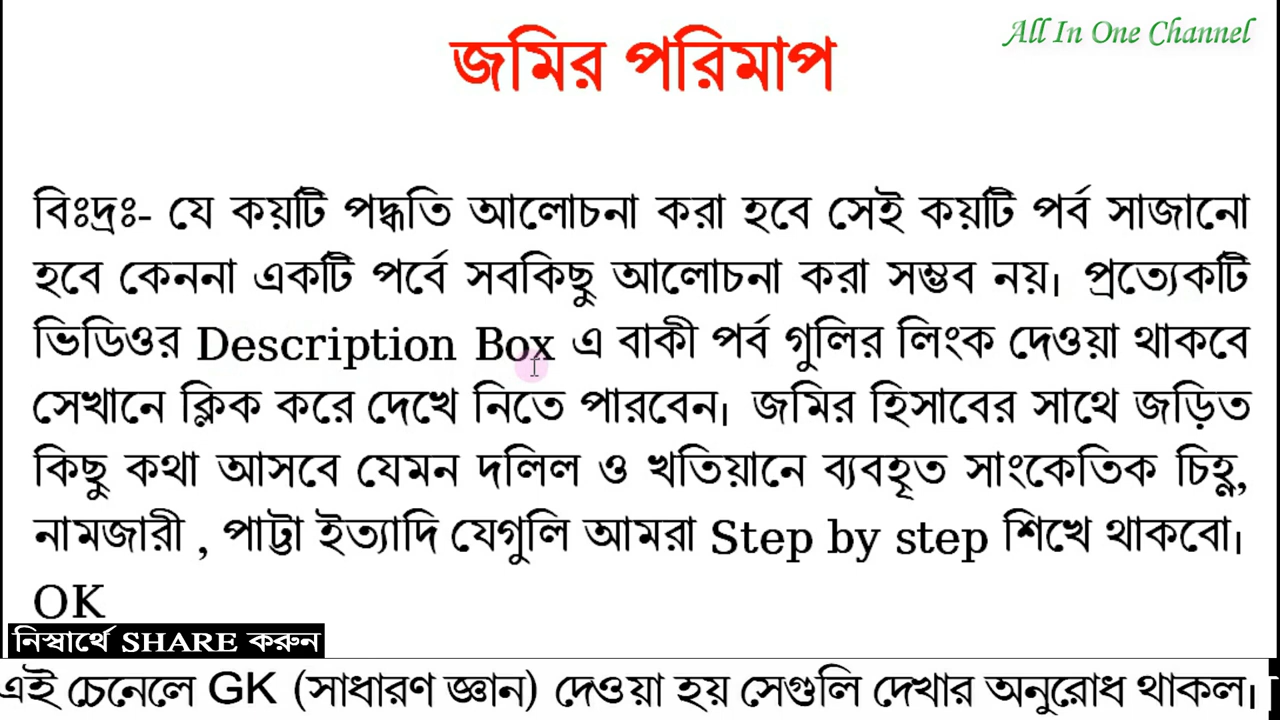 All In One Channel
জমির পরিমাপ
বিঃদ্রঃ- যে কয়টি পদ্ধতি আলোচনা করা হবে সেই কয়টি পর্ব সাজানো
হবে কেননা একটি পর্বে সবকিছু আলোচনা করা সম্ভব নয়। প্রত্যেকটি
ভিডিওর Description Box এ বাকী পর্ব গুলির লিংক দেওয়া থাকবে
সেখানে ক্লিক করে দেখে নিতে পারবেন। জমির হিসাবের সাথে জড়িত
কিছু কথা আসবে যেমন দলিল ও খতিয়ানে ব্যবহৃত সাংকেতিক চিহ্ণ,
নামজারী , পাট্টা ইত্যাদি যেগুলি আমরা Step by step শিখে থাকবো।
OK
নিস্বার্থে SHARE করুন
এই চেনেলে GK (সাধারণ জ্ঞান) দেওয়া হয় সেগুলি দেখার অনুরোধ থাকল।